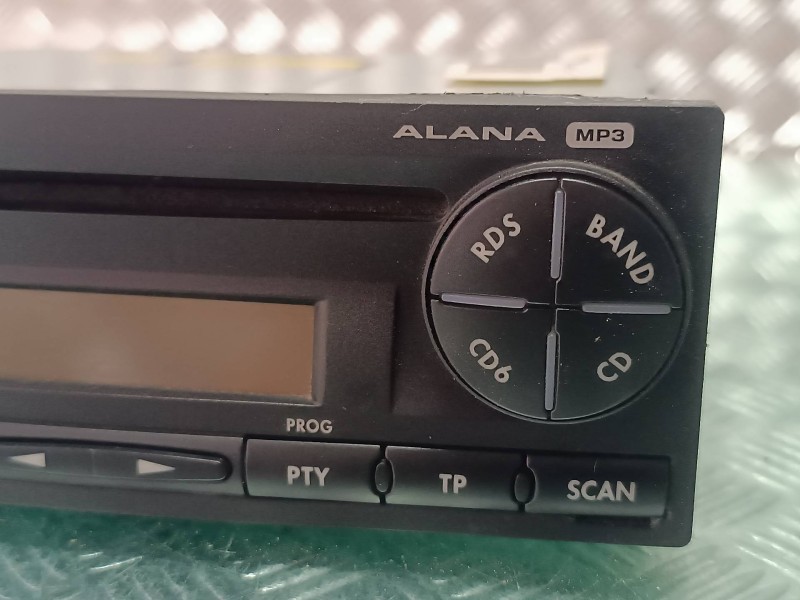 ALANA MP3
RDS BAND
CD6 CD
PROG
PTY TP SCAN